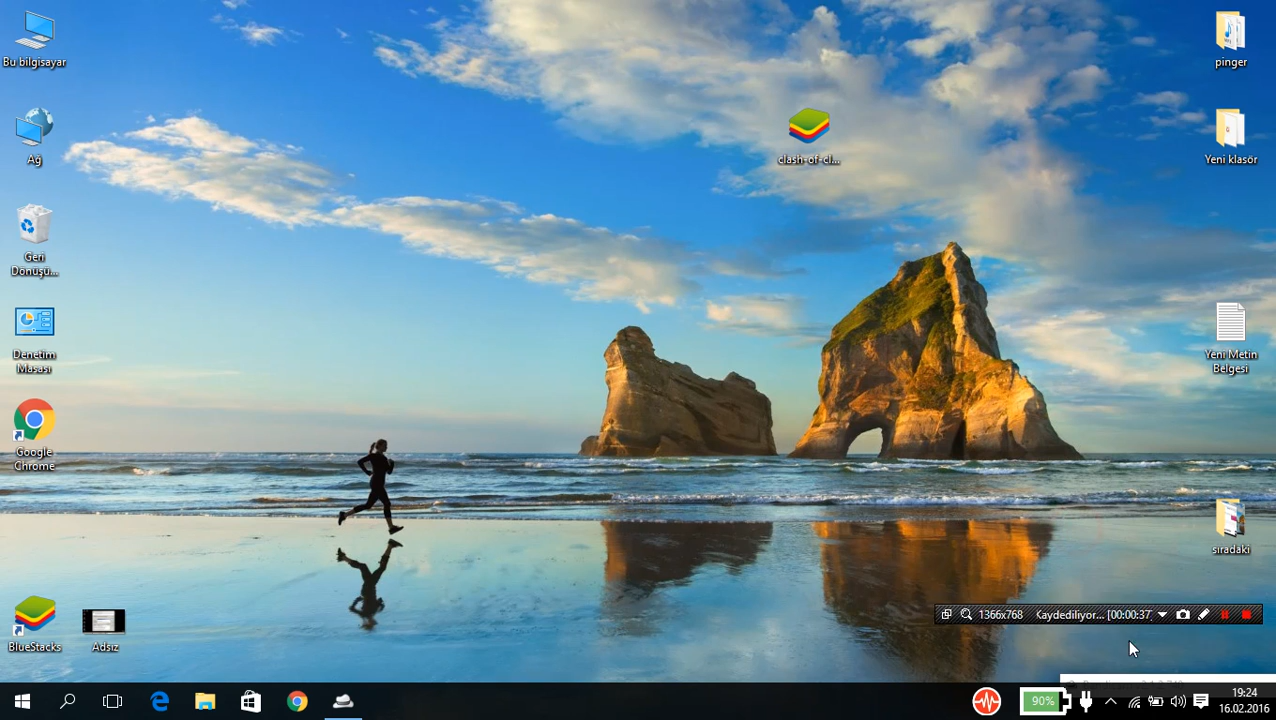 Bu bilgisayar
Ağ
Geri
Dönüşü...
Denetim
Masası
Google
Chrome
BlueStacks
Adsız
clash-of-cl...
pinger
Yeni klasör
Yeni Metin
Belgesi
sıradaki
1366x768 Kaydediliyor... [00:00:37]
90%
19:24
16.02.2016